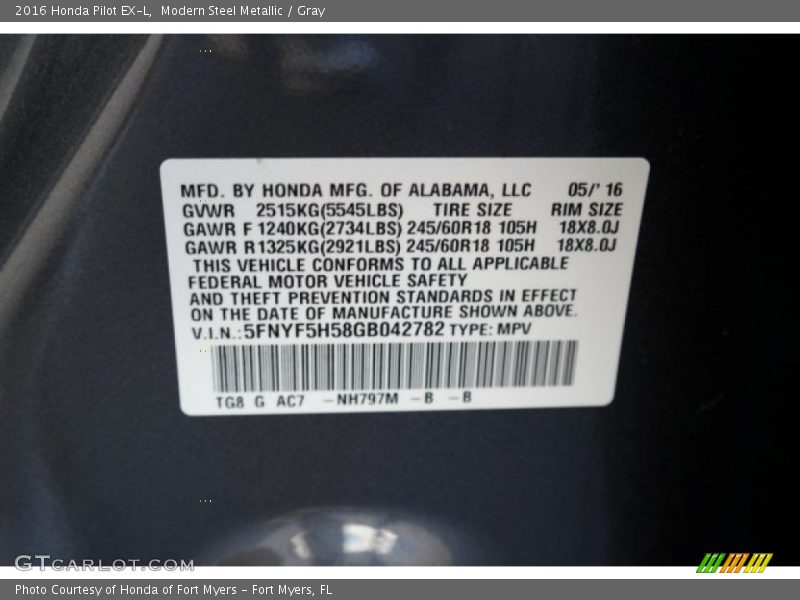 2016 Honda Pilot EX-L, Modern Steel Metallic / Gray
MFD. BY HONDA MFG. OF ALABAMA, LLC 05/' 16
GVWR 2515KG(5545LBS) TIRE SIZE RIM SIZE
GAWR F 1240KG(2734LBS) 245/60R18 105H 18X8.0J
GAWR R1325KG(2921LBS) 245/60R18 105H 18X8.0J
THIS VEHICLE CONFORMS TO ALL APPLICABLE
FEDERAL MOTOR VEHICLE SAFETY
AND THEFT PREVENTION STANDARDS IN EFFECT
ON THE DATE OF MANUFACTURE SHOWN ABOVE.
V.I.N.: 5FNYF5H58GB042782 TYPE: MPV
TG8 G AC7 -NH797M -B -B
GTCARLOT.COM
Photo Courtesy of Honda of Fort Myers - Fort Myers, FL